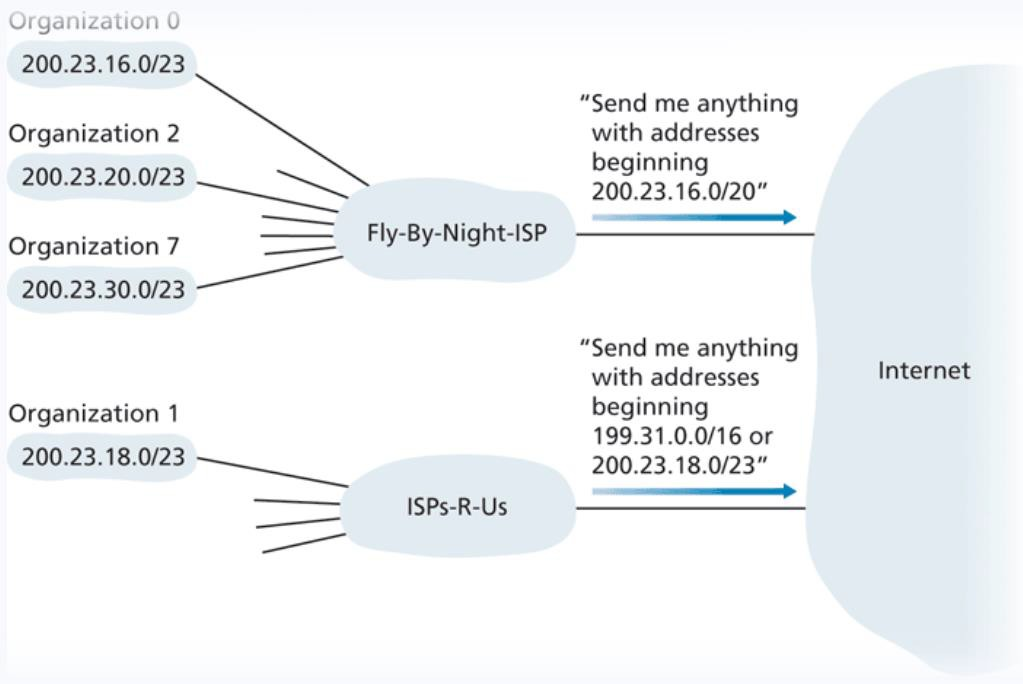 Organization 0
200.23.16.0/23
Organization 2
200.23.20.0/23
Organization 7
200.23.30.0/23
Fly-By-Night-ISP
“Send me anything
with addresses
beginning
200.23.16.0/20”
Organization 1
200.23.18.0/23
ISPs-R-Us
“Send me anything
with addresses
beginning
199.31.0.0/16 or
200.23.18.0/23”
Internet